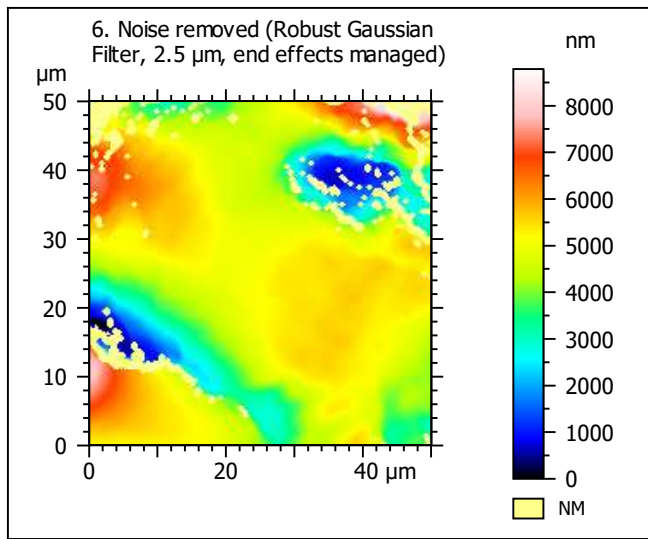 6. Noise removed (Robust Gaussian
Filter, 2.5 µm, end effects managed)
nm
µm
50
40
30
20
10
0
0
20
40 µm
8000
7000
6000
5000
4000
3000
2000
1000
0
NM